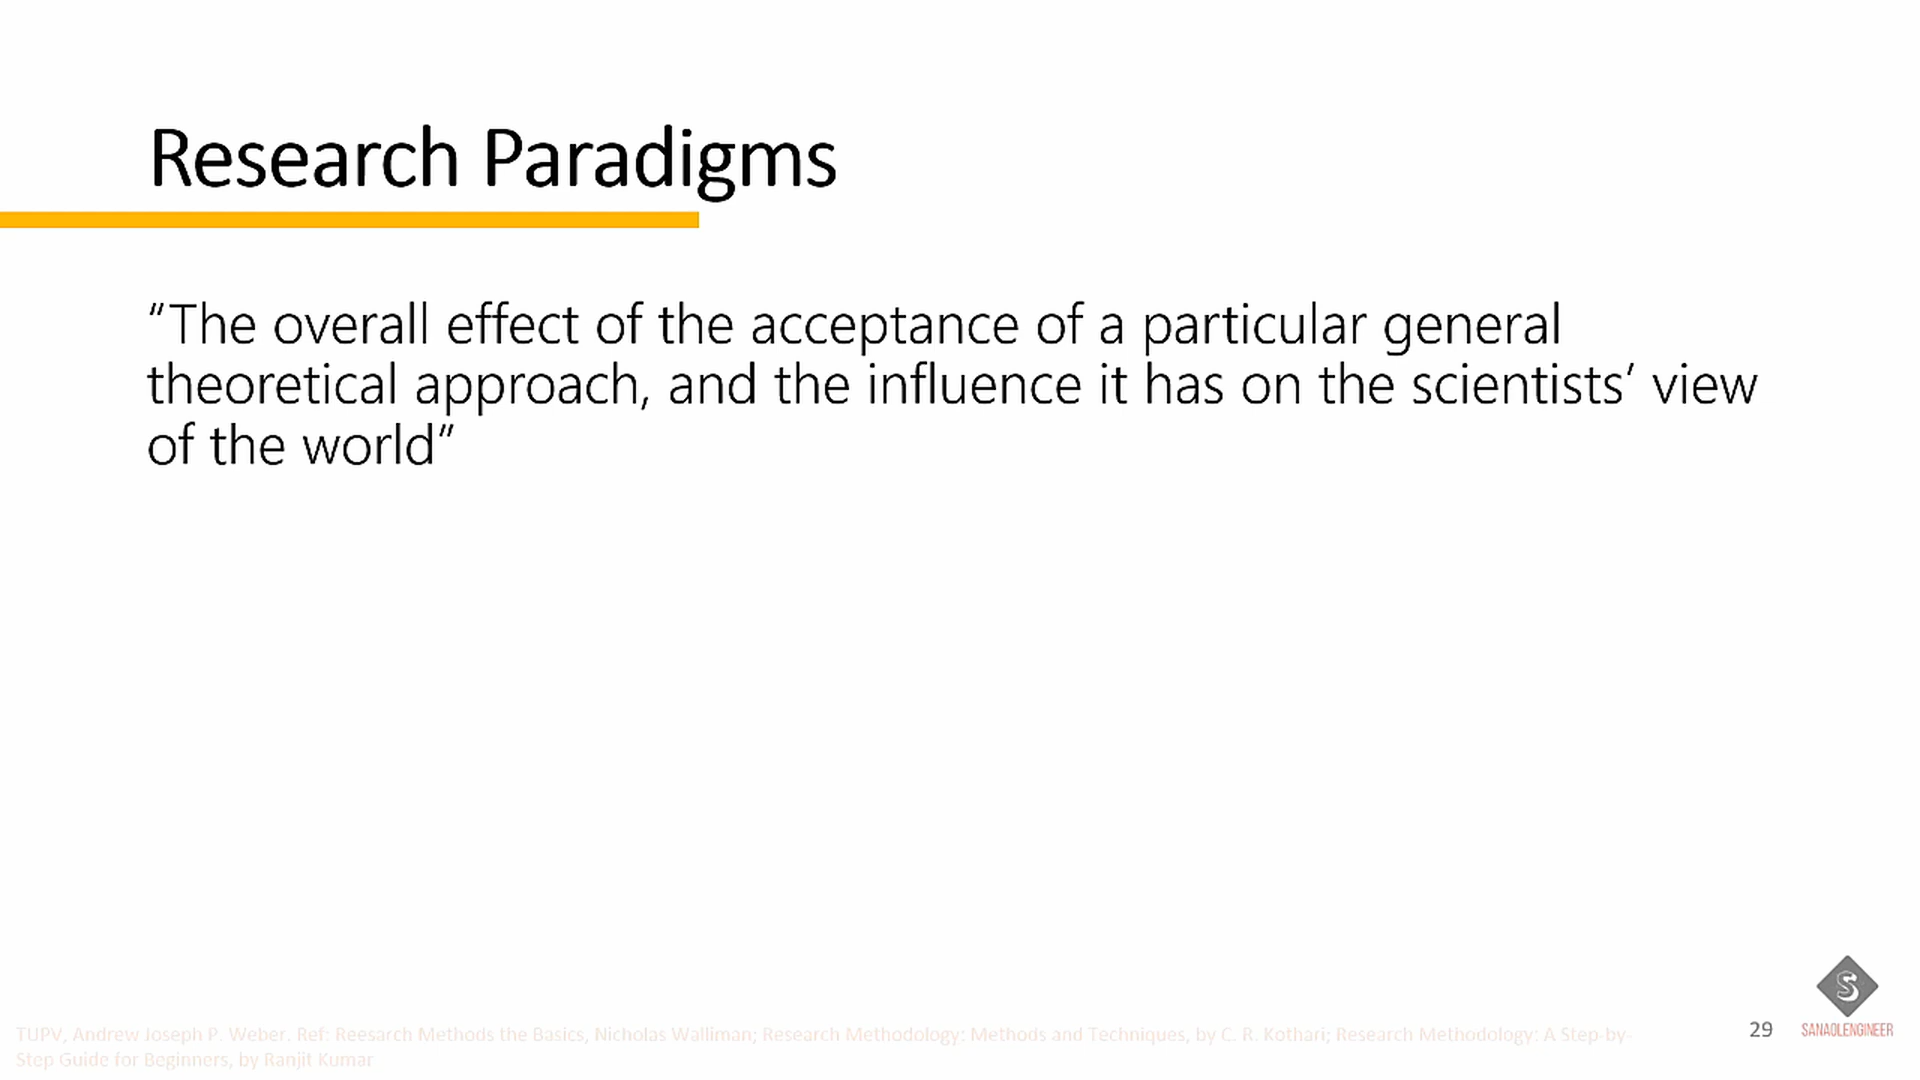 Research Paradigms
“The overall effect of the acceptance of a particular general
theoretical approach, and the influence it has on the scientists’ view
of the world”
TUPV, Andrew Joseph P. Weber. Ref: Reesarch Methods the Basics, Nicholas Walliman; Research Methodology: Methods and Techniques, by C. R. Kothari; Research Methodology: A Step-by-
Step Guide for Beginners, by Ranjit Kumar
29
S
SANAOLENGINEER